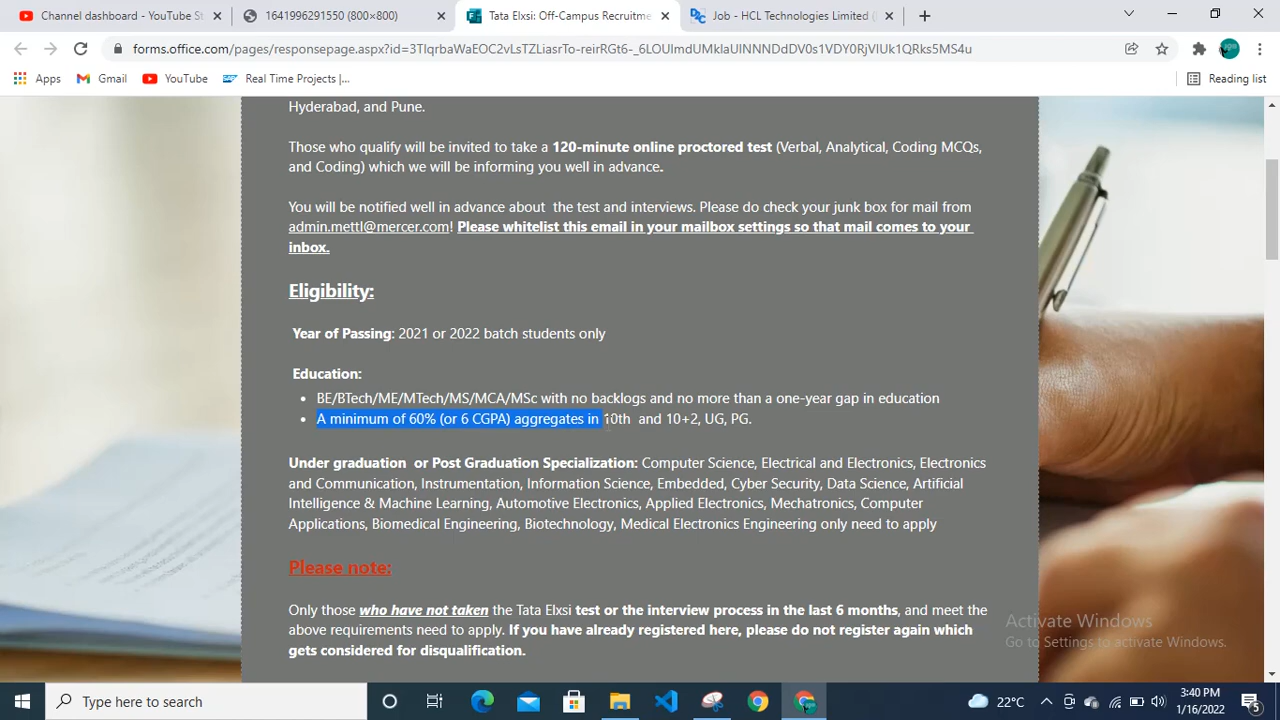 Channel dashboard - YouTube St
1641996291550 (800×800)
Tata Elxsi: Off-Campus Recruitme
Job - HCL Technologies Limited (
forms.office.com/pages/responsepage.aspx?id=3TIqrbaWaEOC2vLsTZLiasrTo-reirRGt6-_6LOUImdUMklaUlNNNDdDV0s1VDY0RjVIUk1QRks5MS4u
Apps
Gmail
YouTube
Real Time Projects |...
Reading list
Hyderabad, and Pune.
Those who qualify will be invited to take a 120-minute online proctored test (Verbal, Analytical, Coding MCQs,
and Coding) which we will be informing you well in advance.
You will be notified well in advance about the test and interviews. Please do check your junk box for mail from
admin.mettl@mercer.com! Please whitelist this email in your mailbox settings so that mail comes to your
inbox.
Eligibility:
Year of Passing: 2021 or 2022 batch students only
Education:
• BE/BTech/ME/MTech/MS/MCA/MSc with no backlogs and no more than a one-year gap in education
• A minimum of 60% (or 6 CGPA) aggregates in 10th and 10+2, UG, PG.
Under graduation or Post Graduation Specialization: Computer Science, Electrical and Electronics, Electronics
and Communication, Instrumentation, Information Science, Embedded, Cyber Security, Data Science, Artificial
Intelligence & Machine Learning, Automotive Electronics, Applied Electronics, Mechatronics, Computer
Applications, Biomedical Engineering, Biotechnology, Medical Electronics Engineering only need to apply
Please note:
Only those who have not taken the Tata Elxsi test or the interview process in the last 6 months, and meet the
above requirements need to apply. If you have already registered here, please do not register again which
gets considered for disqualification.
Activate Windows
Go to Settings to activate Windows.
Type here to search
22°C
3:40 PM
1/16/2022
5